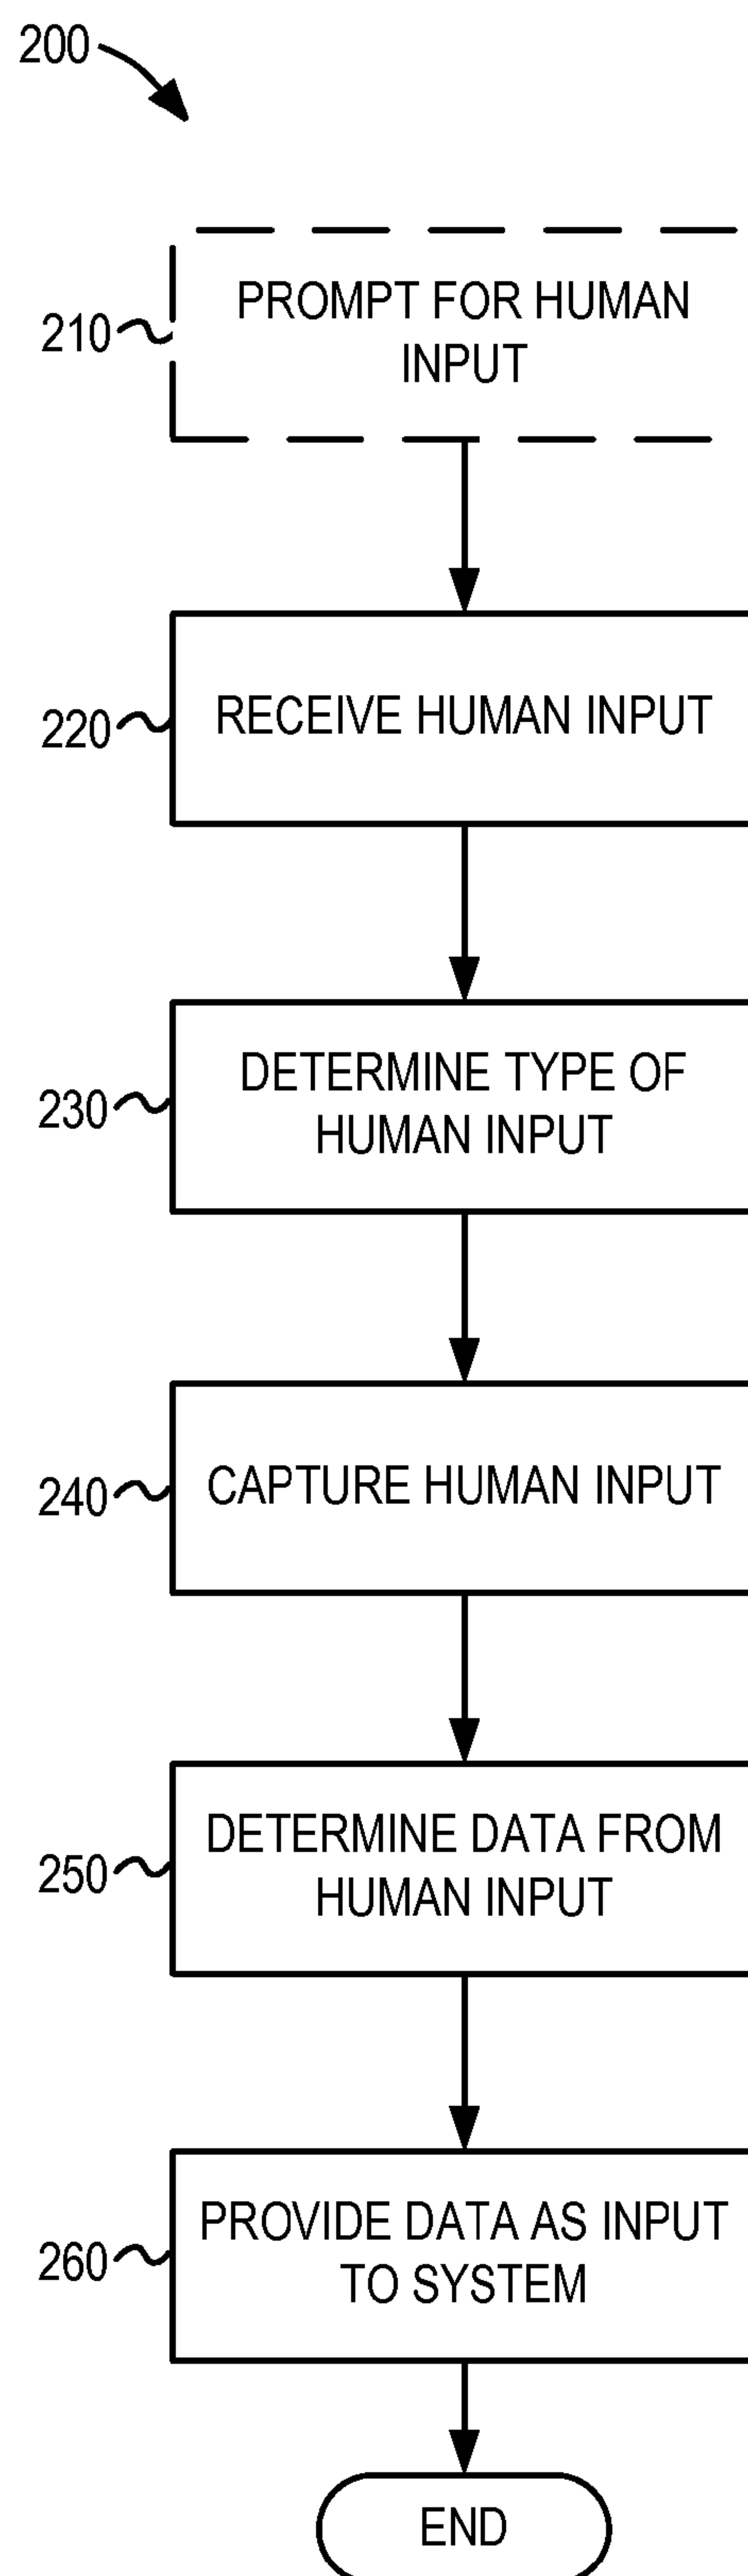 200
210
PROMPT FOR HUMAN
INPUT
220
RECEIVE HUMAN INPUT
230
DETERMINE TYPE OF
HUMAN INPUT
240
CAPTURE HUMAN INPUT
250
DETERMINE DATA FROM
HUMAN INPUT
260
PROVIDE DATA AS INPUT
TO SYSTEM
END